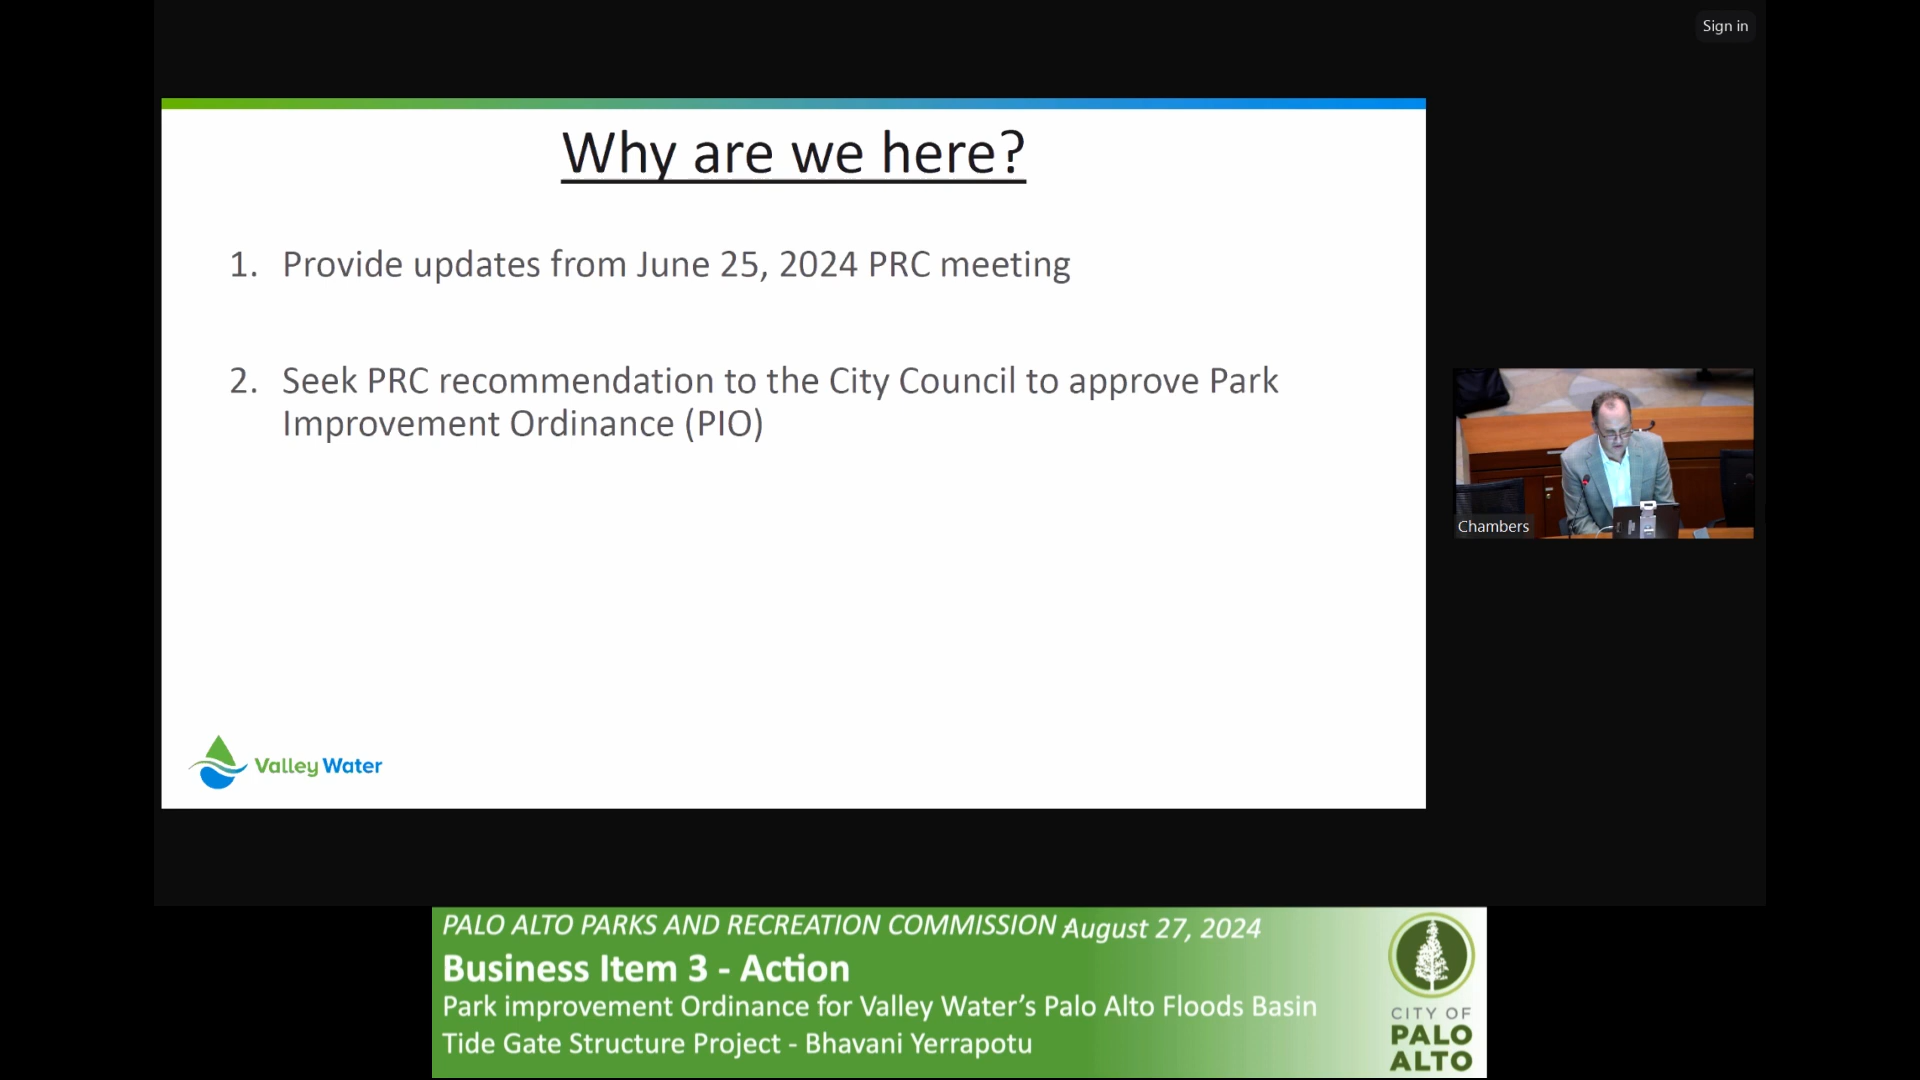 Sign in
Why are we here?
1. Provide updates from June 25, 2024 PRC meeting
2. Seek PRC recommendation to the City Council to approve Park
Improvement Ordinance (PIO)
Chambers
Valley Water
PALO ALTO PARKS AND RECREATION COMMISSION August 27, 2024
Business Item 3 - Action
Park improvement Ordinance for Valley Water’s Palo Alto Floods Basin
Tide Gate Structure Project - Bhavani Yerrapotu
CITY OF
PALO
ALTO